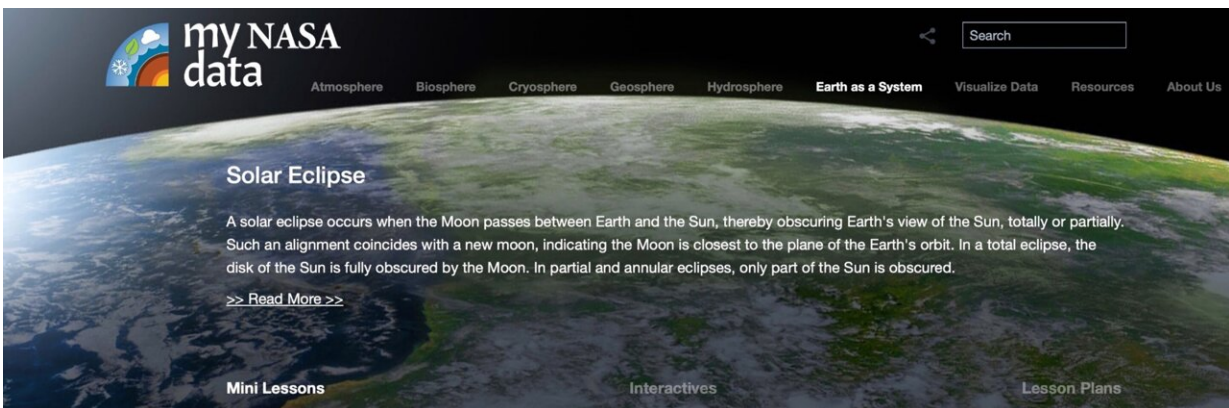 my NASA
data
Search
Atmosphere Biosphere Cryosphere Geosphere Hydrosphere Earth as a System Visualize Data Resources About Us
Solar Eclipse
A solar eclipse occurs when the Moon passes between Earth and the Sun, thereby obscuring Earth's view of the Sun, totally or partially.
Such an alignment coincides with a new moon, indicating the Moon is closest to the plane of the Earth's orbit. In a total eclipse, the
disk of the Sun is fully obscured by the Moon. In partial and annular eclipses, only part of the Sun is obscured.
>> Read More >>
Mini Lessons Interactives Lesson Plans